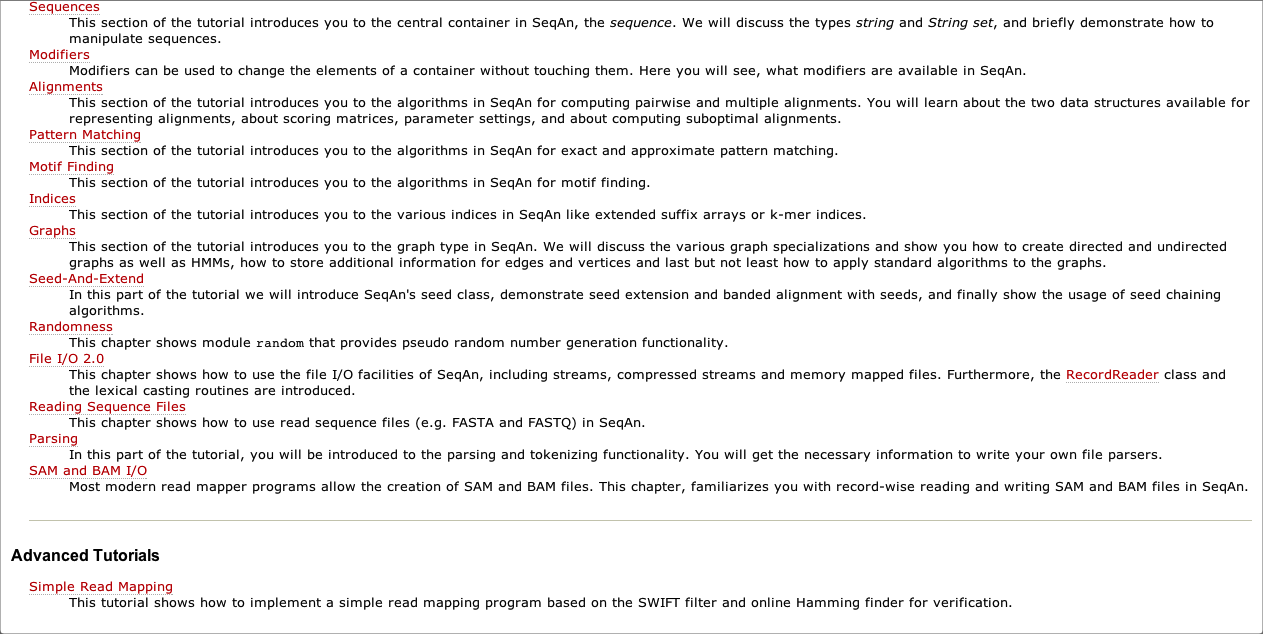 Sequences
This section of the tutorial introduces you to the central container in SeqAn, the sequence. We will discuss the types string and String set, and briefly demonstrate how to
manipulate sequences.
Modifiers
Modifiers can be used to change the elements of a container without touching them. Here you will see, what modifiers are available in SeqAn.
Alignments
This section of the tutorial introduces you to the algorithms in SeqAn for computing pairwise and multiple alignments. You will learn about the two data structures available for
representing alignments, about scoring matrices, parameter settings, and about computing suboptimal alignments.
Pattern Matching
This section of the tutorial introduces you to the algorithms in SeqAn for exact and approximate pattern matching.
Motif Finding
This section of the tutorial introduces you to the algorithms in SeqAn for motif finding.
Indices
This section of the tutorial introduces you to the various indices in SeqAn like extended suffix arrays or k-mer indices.
Graphs
This section of the tutorial introduces you to the graph type in SeqAn. We will discuss the various graph specializations and show you how to create directed and undirected
graphs as well as HMMs, how to store additional information for edges and vertices and last but not least how to apply standard algorithms to the graphs.
Seed-And-Extend
In this part of the tutorial we will introduce SeqAn's seed class, demonstrate seed extension and banded alignment with seeds, and finally show the usage of seed chaining
algorithms.
Randomness
This chapter shows module random that provides pseudo random number generation functionality.
File I/O 2.0
This chapter shows how to use the file I/O facilities of SeqAn, including streams, compressed streams and memory mapped files. Furthermore, the RecordReader class and
the lexical casting routines are introduced.
Reading Sequence Files
This chapter shows how to use read sequence files (e.g. FASTA and FASTQ) in SeqAn.
Parsing
In this part of the tutorial, you will be introduced to the parsing and tokenizing functionality. You will get the necessary information to write your own file parsers.
SAM and BAM I/O
Most modern read mapper programs allow the creation of SAM and BAM files. This chapter, familiarizes you with record-wise reading and writing SAM and BAM files in SeqAn.
Advanced Tutorials
Simple Read Mapping
This tutorial shows how to implement a simple read mapping program based on the SWIFT filter and online Hamming finder for verification.